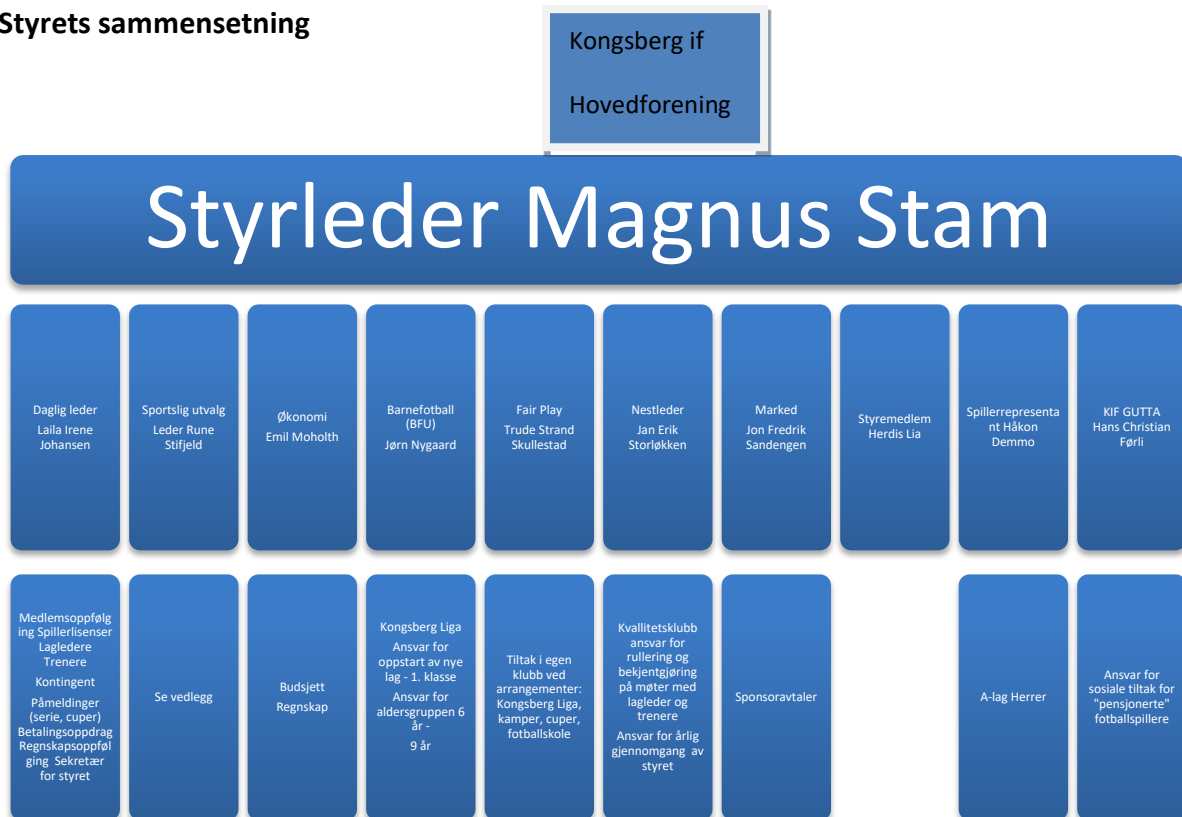 Styrets sammensetning
Kongsberg if
Hovedforening
Styrleder Magnus Stam
Daglig leder
Laila Irene
Johansen
Sportslig utvalg
Leder Rune
Stifjeld
Økonomi
Emil Moholth
Barnefotball
(BFU)
Jørn Nygaard
Fair Play
Trude Strand
Skullestad
Nestleder
Jan Erik
Storløkken
Marked
Jon Fredrik
Sandengen
Styremedlem
Herdis Lia
Spillerrepresenta
nt Håkon
Demmo
KIF GUTTA
Hans Christian
Førli
Medlemsoppfølg
ing Spillerlisenser
Lagledere
Trenere
Kontingent
Påmeldinger
(serie, cuper)
Betalingsoppdrag
Regnskapsoppføl
ging Sekretær
for styret
Se vedlegg
Budsjett
Regnskap
Kongsberg Liga
Ansvar for
oppstart av nye
lag - 1. klasse
Ansvar for
aldersgruppen 6
år -
9 år
Tiltak i egen
klubb ved
arrangementer:
Kongsberg Liga,
kamper, cuper,
fotballskole
Kvallitetsklubb
ansvar for
rullering og
bekjentgjøring
på møter med
lagleder og
trenere
Ansvar for årlig
gjennomgang av
styret
Sponsoravtaler
A-lag Herrer
Ansvar for
sosiale tiltak for
"pensjonerte"
fotballspillere